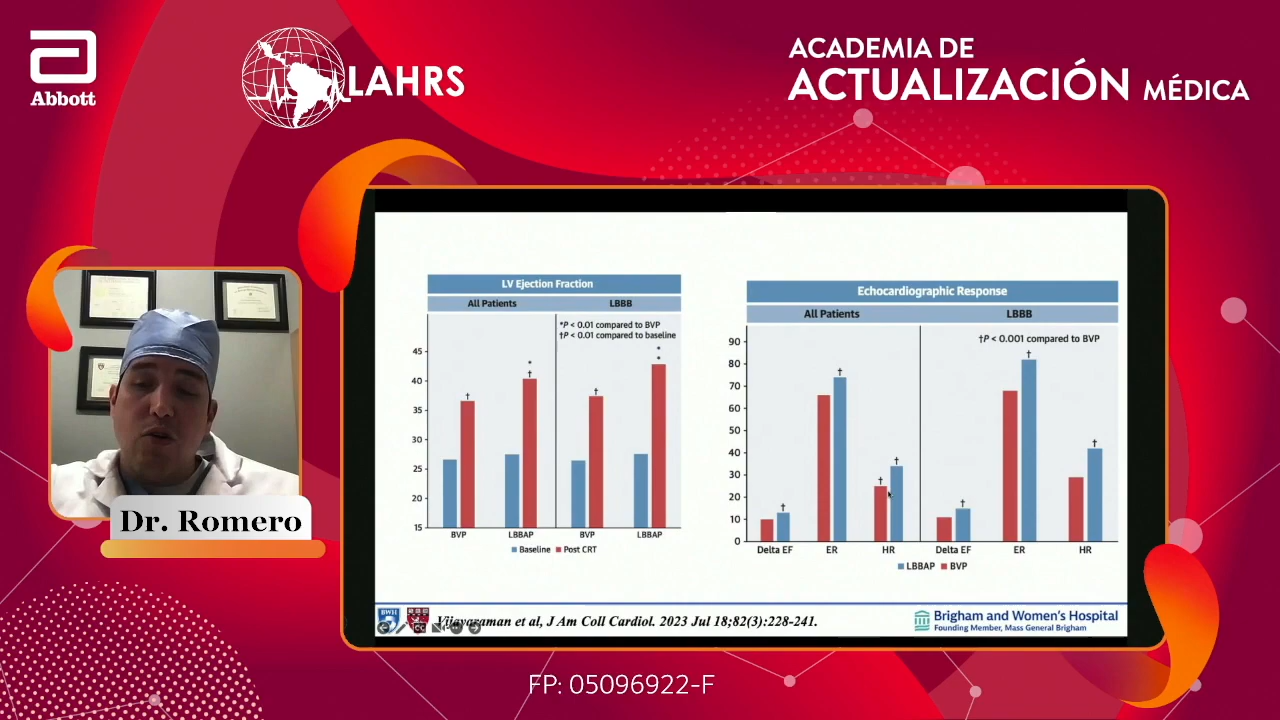 Abbott
LAHRS
ACADEMIA DE
ACTUALIZACIÓN MÉDICA
Dr. Romero
LV Ejection Fraction
All Patients
LBBB
*P < 0.01 compared to BVP
†P < 0.01 compared to baseline
45
40
35
30
25
20
15
BVP
LBBAP
BVP
LBBAP
Baseline
Post CRT
Echocardiographic Response
All Patients
LBBB
†P < 0.001 compared to BVP
90
80
70
60
50
40
30
20
10
0
Delta EF
ER
HR
Delta EF
ER
HR
LBBAP
BVP
BWH
Vijayaraman et al, J Am Coll Cardiol. 2023 Jul 18;82(3):228-241.
Brigham and Women's Hospital
Founding Member, Mass General Brigham
FP: 05096922-F